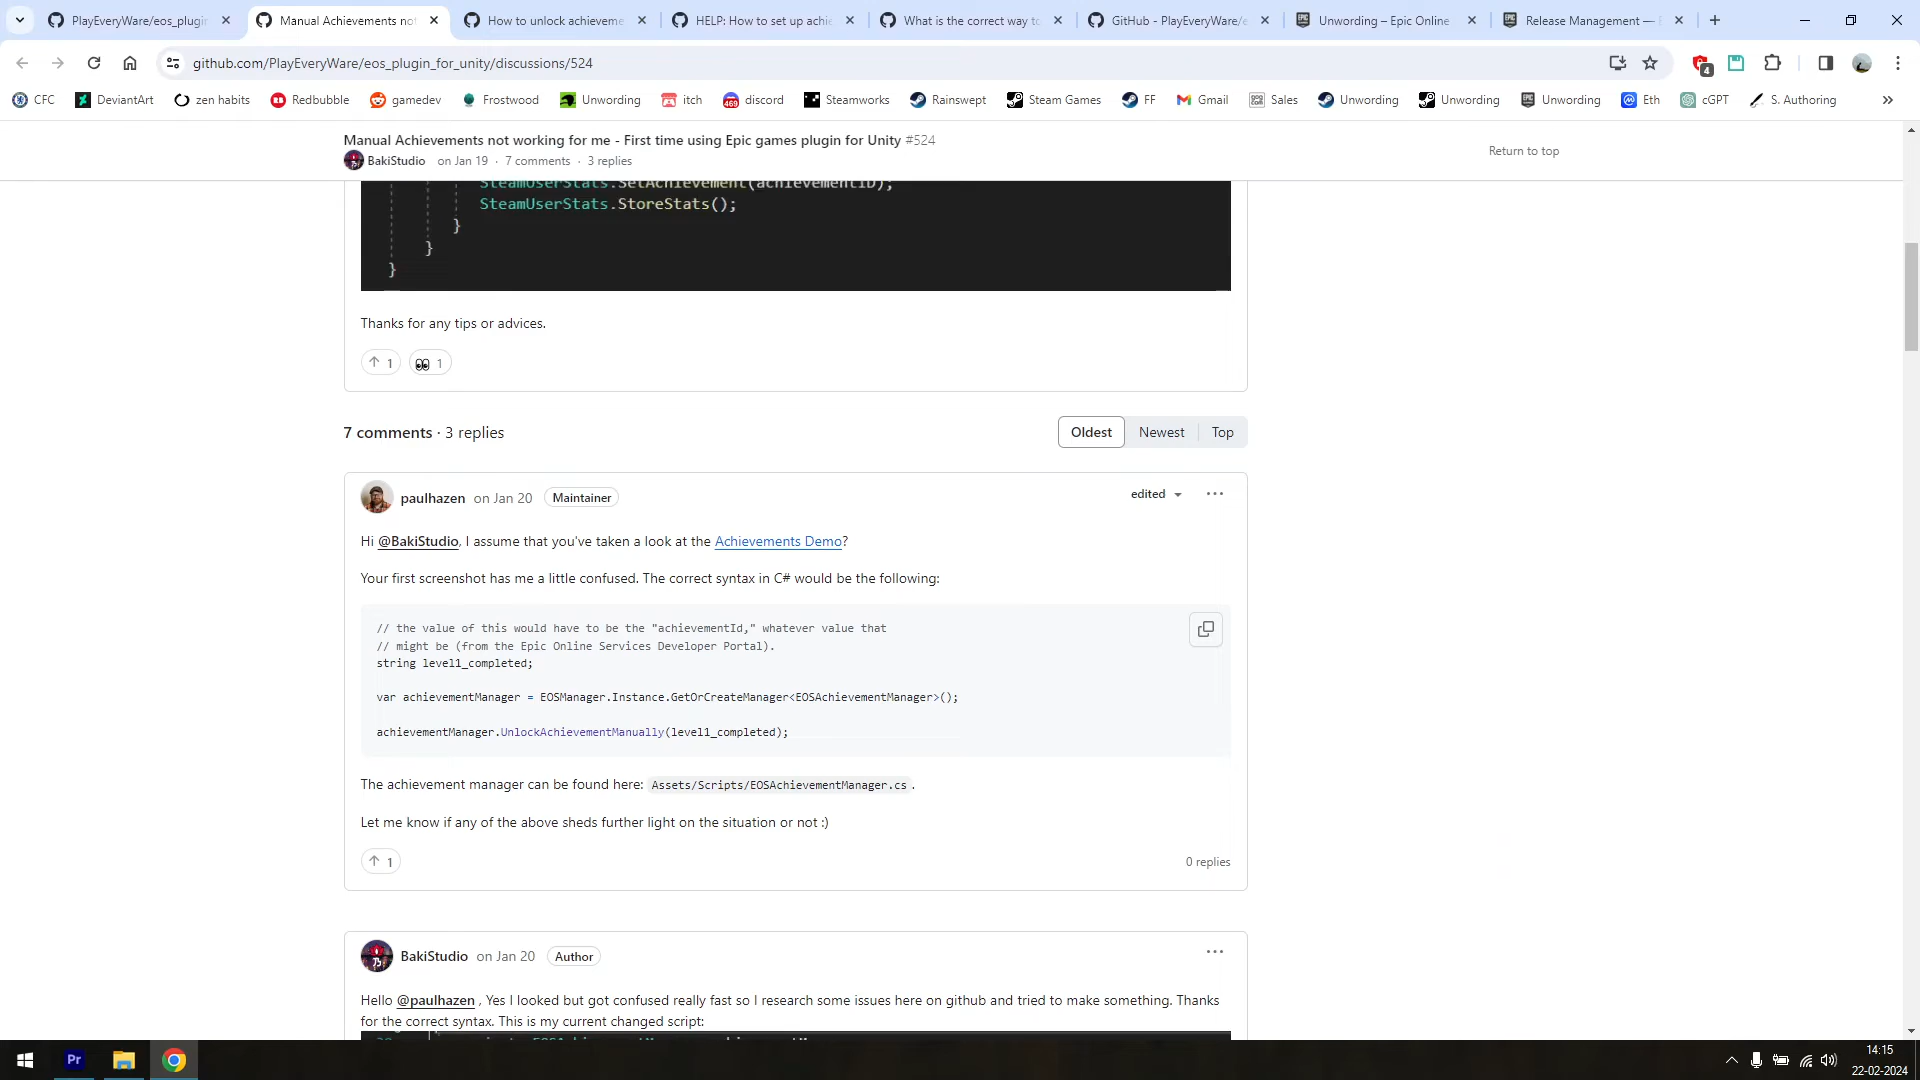 PlayEveryWare/eos_plugin
Manual Achievements not
How to unlock achieveme
HELP: How to set up achie
What is the correct way to
GitHub - PlayEveryWare/e
Unwording – Epic Online
Release Management —
github.com/PlayEveryWare/eos_plugin_for_unity/discussions/524
4
CFC
DeviantArt
zen habits
Redbubble
gamedev
Frostwood
Unwording
itch
469
discord
Steamworks
Rainswept
Steam Games
FF
Gmail
Sales
Unwording
Unwording
Unwording
Eth
cGPT
S. Authoring
»
Manual Achievements not working for me - First time using Epic games plugin for Unity #524
BakiStudio on Jan 19 · 7 comments · 3 replies
Return to top
SteamUserStats.SetAchievement(achievementID);
SteamUserStats.StoreStats();
}
}
}
Thanks for any tips or advices.
1
1
7 comments · 3 replies
Oldest
Newest
Top
paulhazen on Jan 20 Maintainer
edited
Hi @BakiStudio, I assume that you've taken a look at the Achievements Demo?
Your first screenshot has me a little confused. The correct syntax in C# would be the following:
// the value of this would have to be the "achievementId," whatever value that
// might be (from the Epic Online Services Developer Portal).
string level1_completed;
var achievementManager = EOSManager.Instance.GetOrCreateManager<EOSAchievementManager>();
achievementManager.UnlockAchievementManually(level1_completed);
The achievement manager can be found here: Assets/Scripts/EOSAchievementManager.cs .
Let me know if any of the above sheds further light on the situation or not :)
1
0 replies
BakiStudio on Jan 20 Author
Hello @paulhazen , Yes I looked but got confused really fast so I research some issues here on github and tried to make something. Thanks
for the correct syntax. This is my current changed script:
Pr
14:15
22-02-2024